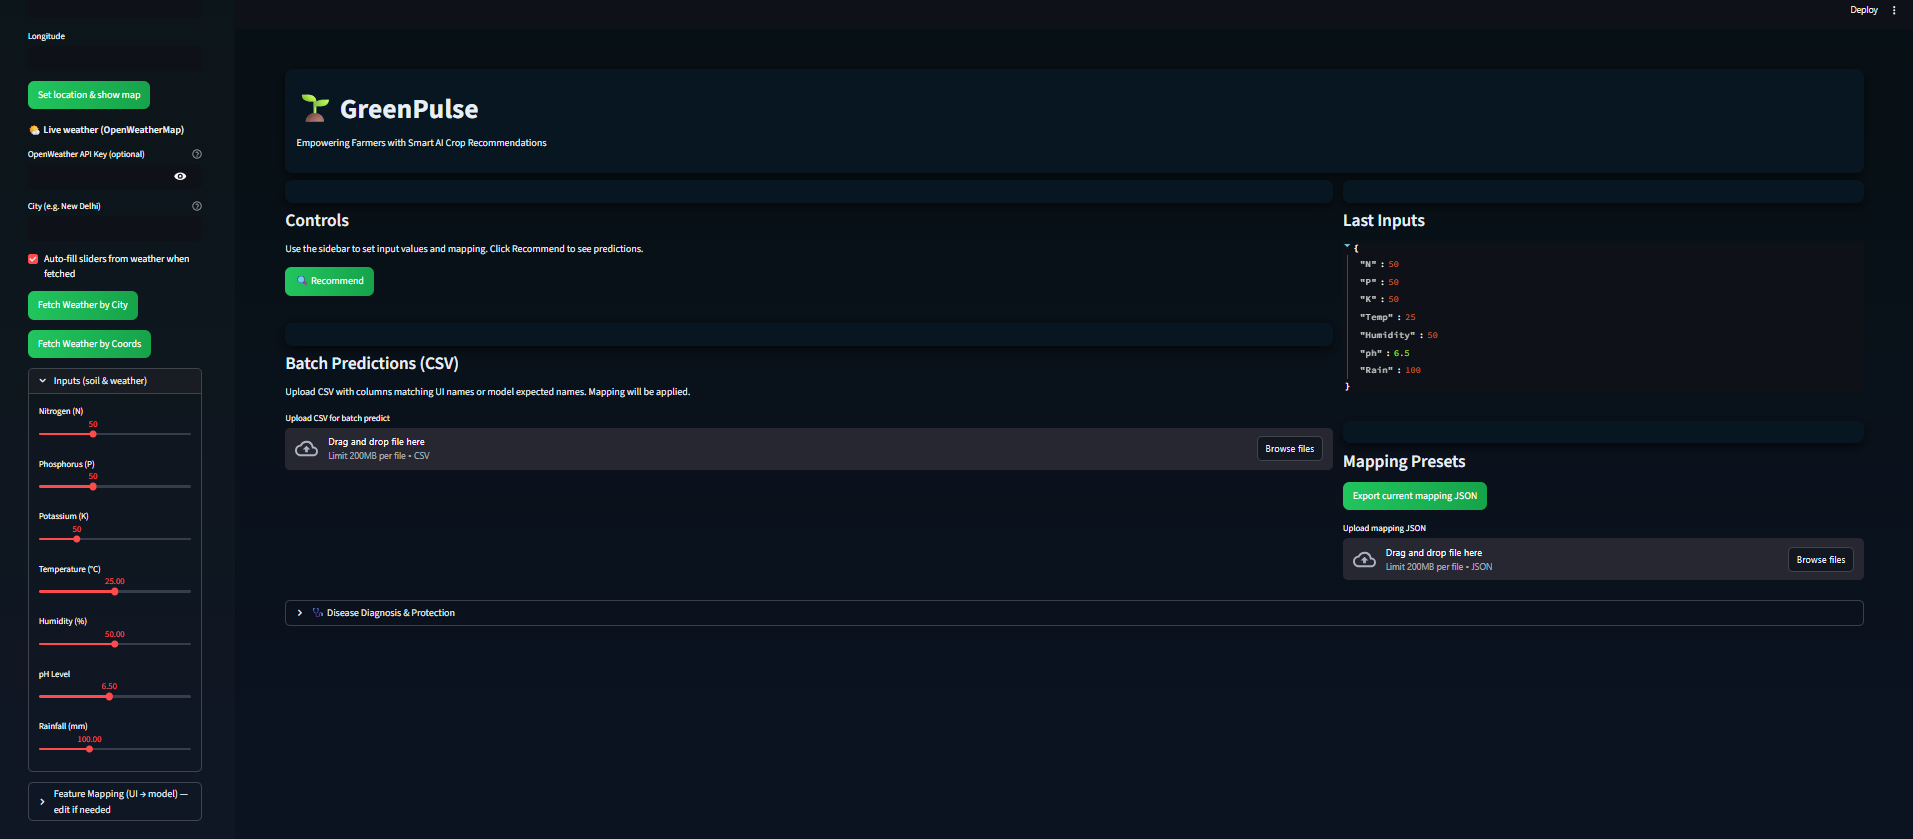 Deploy
Longitude
Set location & show map
Live weather (OpenWeatherMap)
OpenWeather API Key (optional)
City (e.g. New Delhi)
Auto-fill sliders from weather when
fetched
Fetch Weather by City
Fetch Weather by Coords
Inputs (soil & weather)
Nitrogen (N)
50
Phosphorus (P)
50
Potassium (K)
50
Temperature (°C)
25.00
Humidity (%)
50.00
pH Level
6.50
Rainfall (mm)
100.00
Feature Mapping (UI → model) —
edit if needed
GreenPulse
Empowering Farmers with Smart AI Crop Recommendations
Controls
Use the sidebar to set input values and mapping. Click Recommend to see predictions.
Recommend
Batch Predictions (CSV)
Upload CSV with columns matching UI names or model expected names. Mapping will be applied.
Upload CSV for batch predict
Drag and drop file here
Limit 200MB per file • CSV
Browse files
Last Inputs
{
"N" : 50
"P" : 50
"K" : 50
"Temp" : 25
"Humidity" : 50
"ph" : 6.5
"Rain" : 100
}
Mapping Presets
Export current mapping JSON
Upload mapping JSON
Drag and drop file here
Limit 200MB per file • JSON
Browse files
Disease Diagnosis & Protection